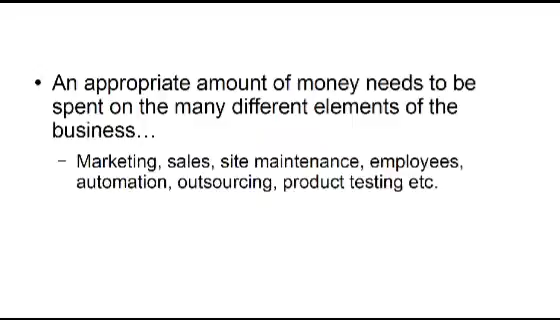 • An appropriate amount of money needs to be
spent on the many different elements of the
business…
– Marketing, sales, site maintenance, employees,
automation, outsourcing, product testing etc.